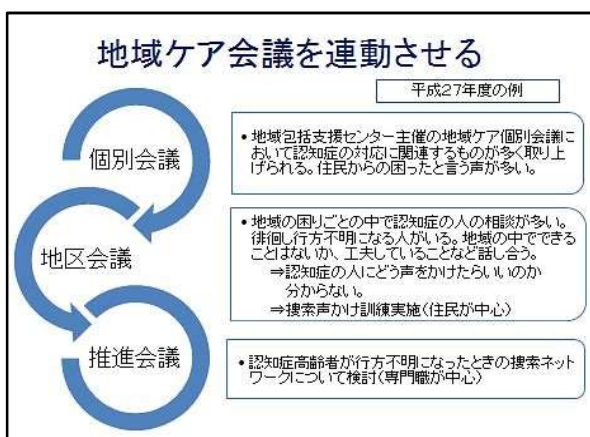 地域ケア会議を連動させる
平成27年度の例
個別会議
•地域包括支援センター主催の地域ケア個別会議に
おいて認知症の対応に関連するものが多く取り上
げられる。住民からの困ったと言う声が多い。
地区会議
•地域の困りごとの中で認知症の人の相談が多い。
徘徊し行方不明になる人がいる。地域の中でできる
ことはないか、工夫していることなど話し合う。
⇒認知症の人にどう声をかけたらいいのか
分からない。
⇒捜索声かけ訓練実施(住民が中心)
推進会議
•認知症高齢者が行方不明になったときの捜索ネット
ワークについて検討(専門職が中心)